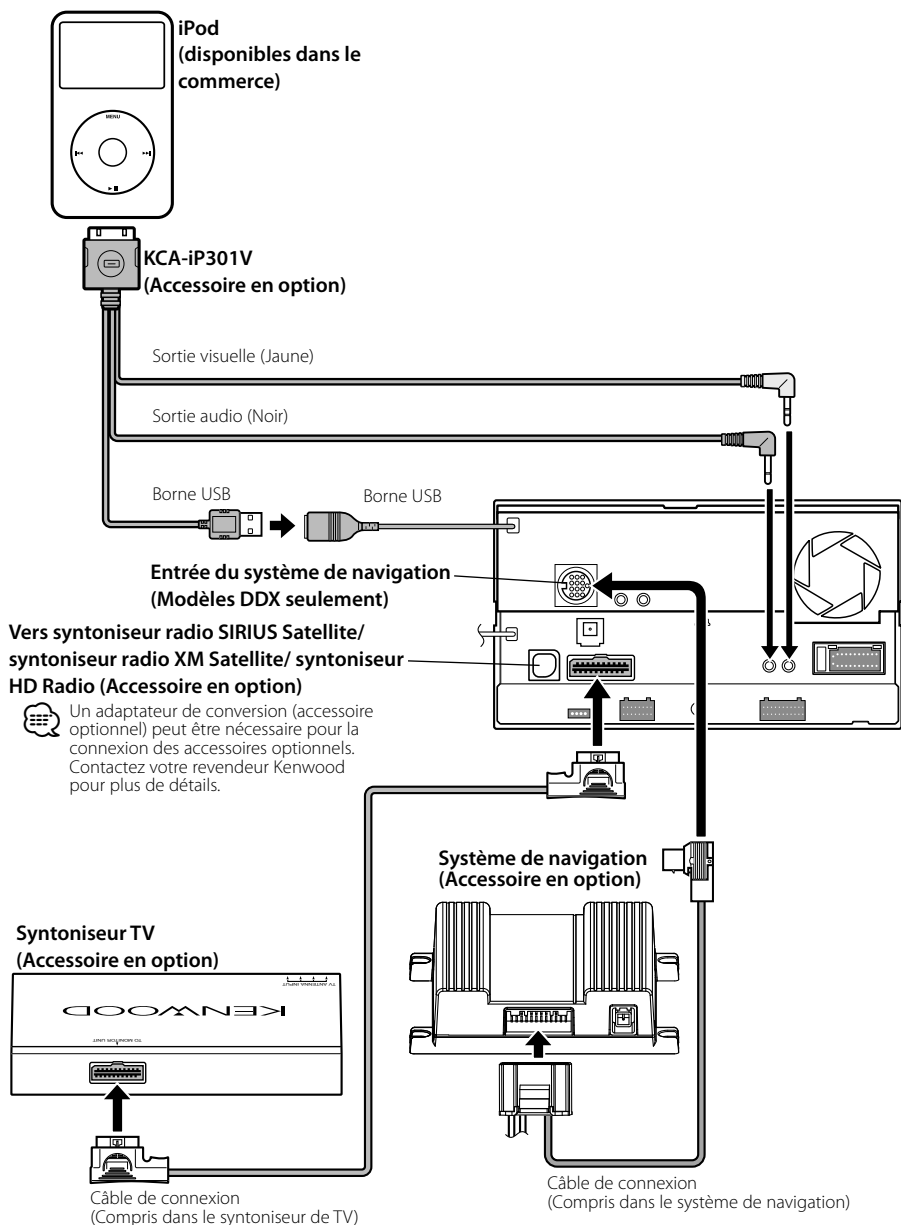 iPod
(disponibles dans le
commerce)
MENU
KCA-iP301V
(Accessoire en option)
Sortie visuelle (Jaune)
Sortie audio (Noir)
Borne USB
Borne USB
Entrée du système de navigation
(Modèles DDX seulement)
Vers syntoniseur radio SIRIUS Satellite/
syntoniseur radio XM Satellite/ syntoniseur
HD Radio (Accessoire en option)
Un adaptateur de conversion (accessoire
optionnel) peut être nécessaire pour la
connexion des accessoires optionnels.
Contactez votre revendeur Kenwood
pour plus de détails.
Système de navigation
(Accessoire en option)
Syntoniseur TV
(Accessoire en option)
TV ANTENNA INPUT
KENWOOD
TO MONITOR UNIT
Câble de connexion
(Compris dans le syntoniseur de TV)
Câble de connexion
(Compris dans le système de navigation)